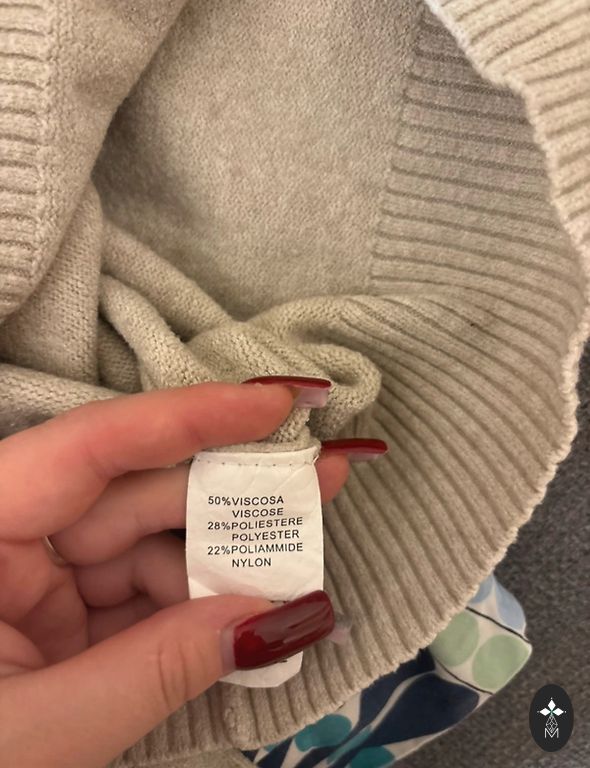 50%VISCOSA
VISCOSE
28%POLIESTERE
POLYESTER
22%POLIAMMIDE
NYLON
M